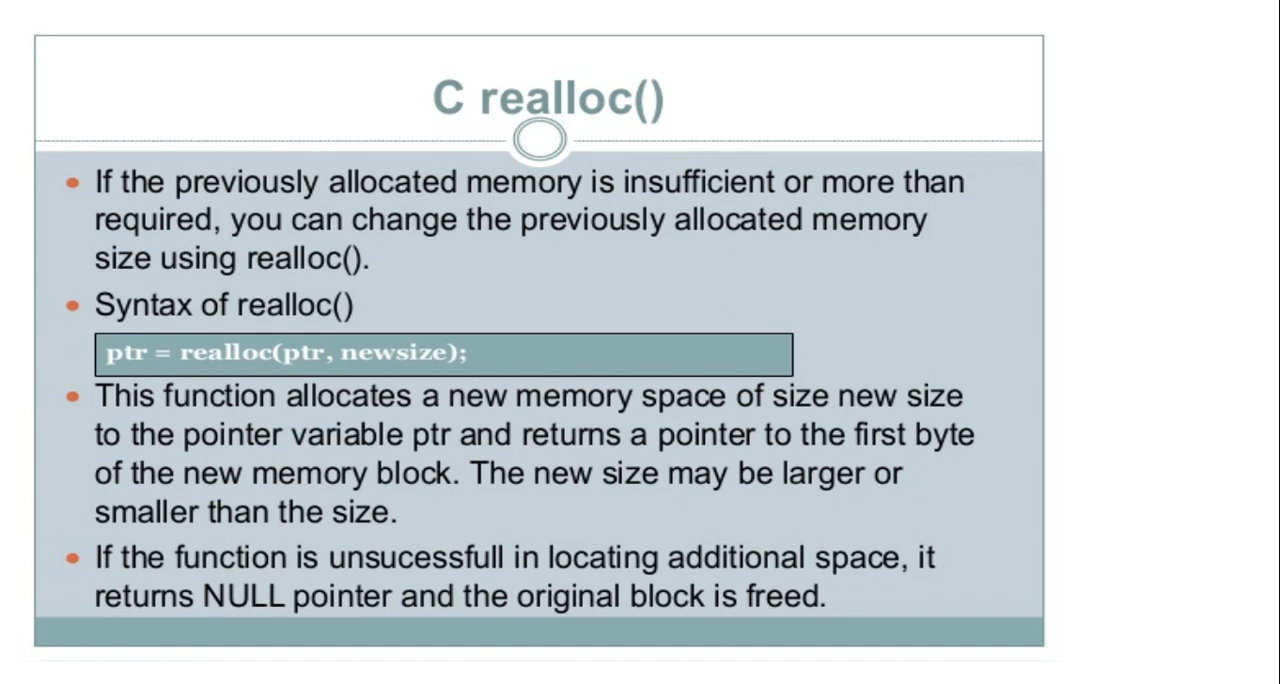 C realloc()
If the previously allocated memory is insufficient or more than
required, you can change the previously allocated memory
size using realloc().
Syntax of realloc()
ptr = realloc(ptr, newsize);
This function allocates a new memory space of size new size
to the pointer variable ptr and returns a pointer to the first byte
of the new memory block. The new size may be larger or
smaller than the size.
If the function is unsucessfull in locating additional space, it
returns NULL pointer and the original block is freed.